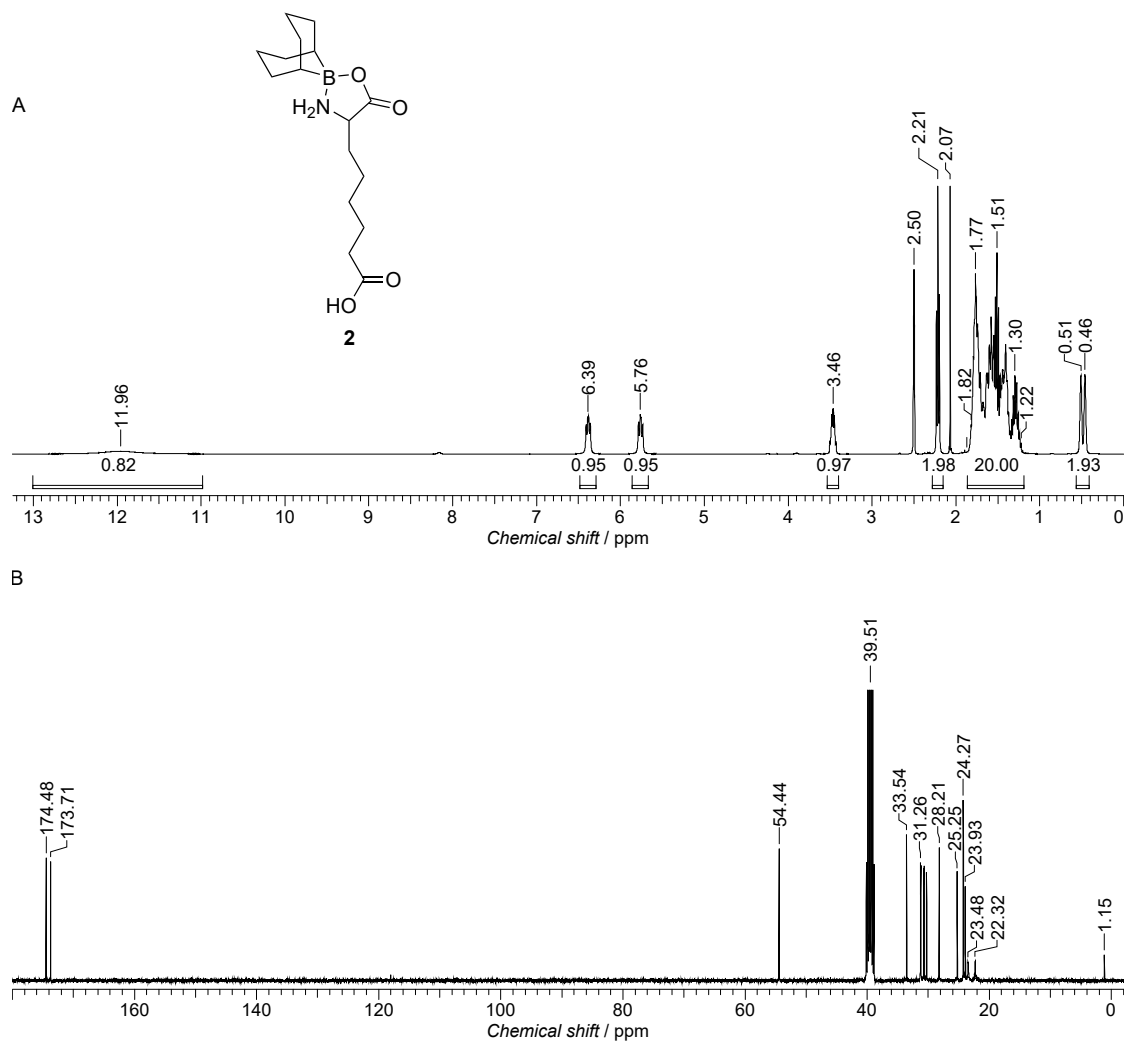 A
B
O
H2N
O
O
HO
2
11.96
6.39
5.76
3.46
2.50
2.21
2.07
1.82
1.77
1.51
1.30
1.22
0.51
0.46
0.82
0.95
0.95
0.97
1.98
20.00
1.93
13 12 11 10 9 8 7 6 5 4 3 2 1 0
Chemical shift / ppm
B
174.48
173.71
54.44
39.51
33.54
31.26
28.21
25.25
24.27
23.93
23.48
22.32
1.15
160 140 120 100 80 60 40 20 0
Chemical shift / ppm